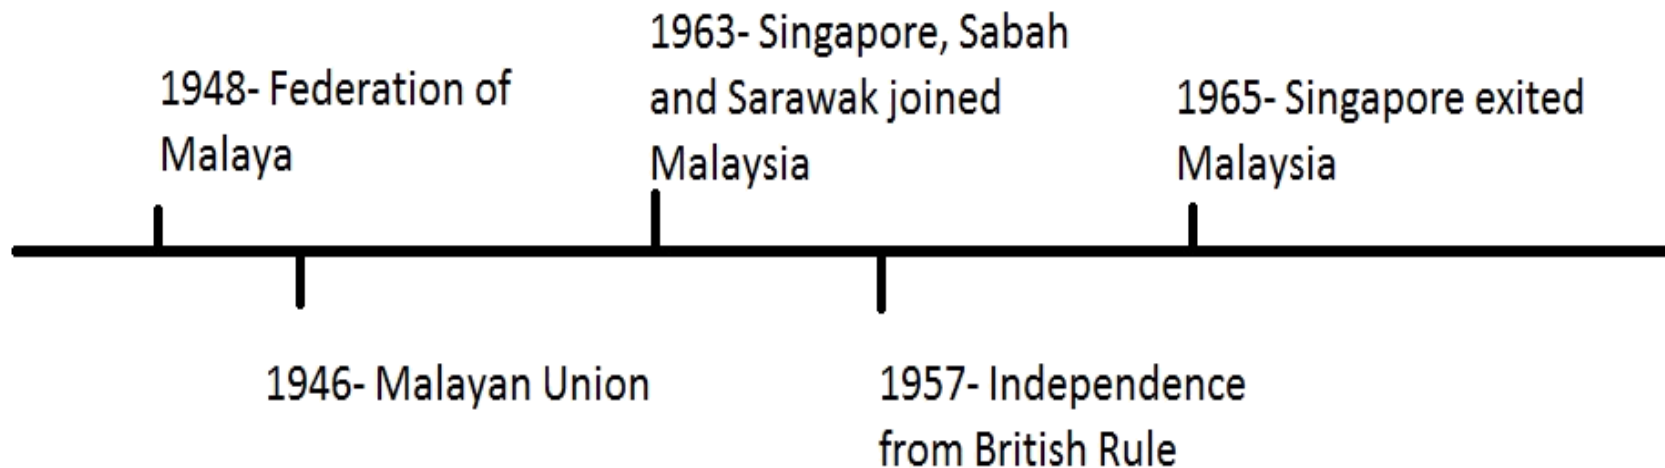 1948- Federation of
Malaya
1963- Singapore, Sabah
and Sarawak joined
Malaysia
1965- Singapore exited
Malaysia
1946- Malayan Union
1957- Independence
from British Rule